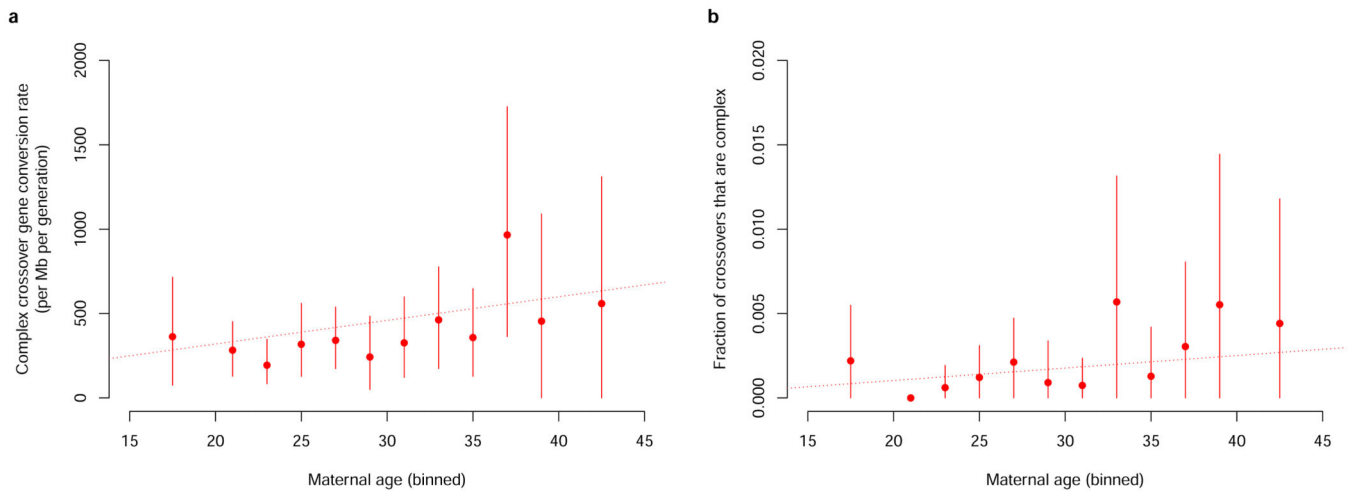 a
Complex crossover gene conversion rate
(per Mb per generation)
2000
1500
1000
500
0
15 20 25 30 35 40 45
Maternal age (binned)
b
Fraction of crossovers that are complex
0.020
0.015
0.010
0.005
0.000
15 20 25 30 35 40 45
Maternal age (binned)